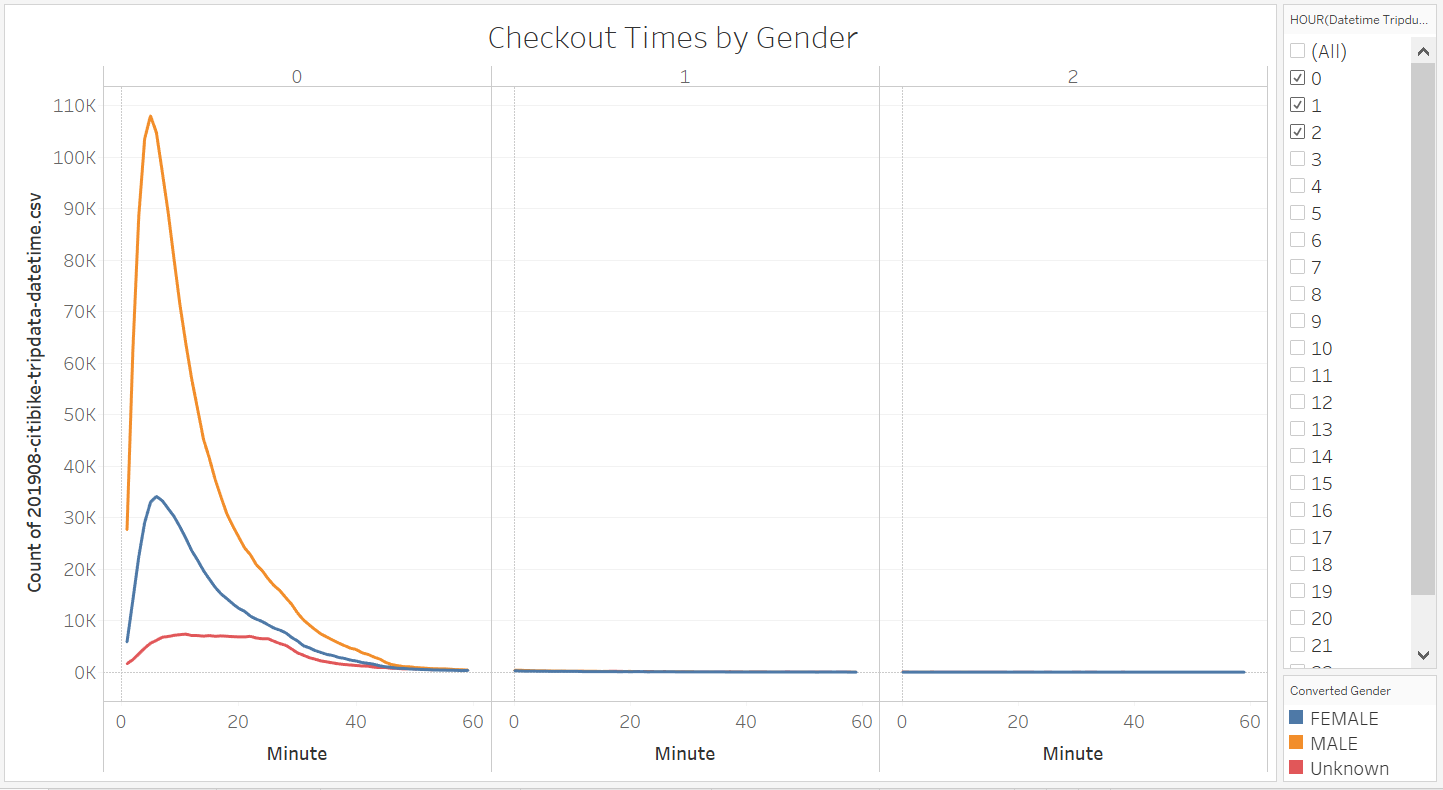 Checkout Times by Gender
0
1
2
Count of 201908-citibike-tripdata-datetime.csv
110K
100K
90K
80K
70K
60K
50K
40K
30K
20K
10K
0K
0 20 40 60
0 20 40 60
0 20 40 60
Minute
Minute
Minute
HOUR(Datetime Tripdu...
(All)
0
1
2
3
4
5
6
7
8
9
10
11
12
13
14
15
16
17
18
19
20
21
Converted Gender
FEMALE
MALE
Unknown